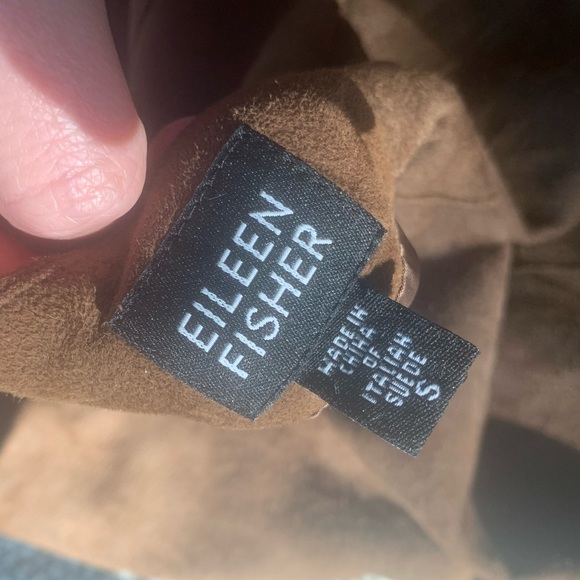 EILEEN
FISHER
MADE IN
CHINA
OF
ITALIAN
SUEDE
S